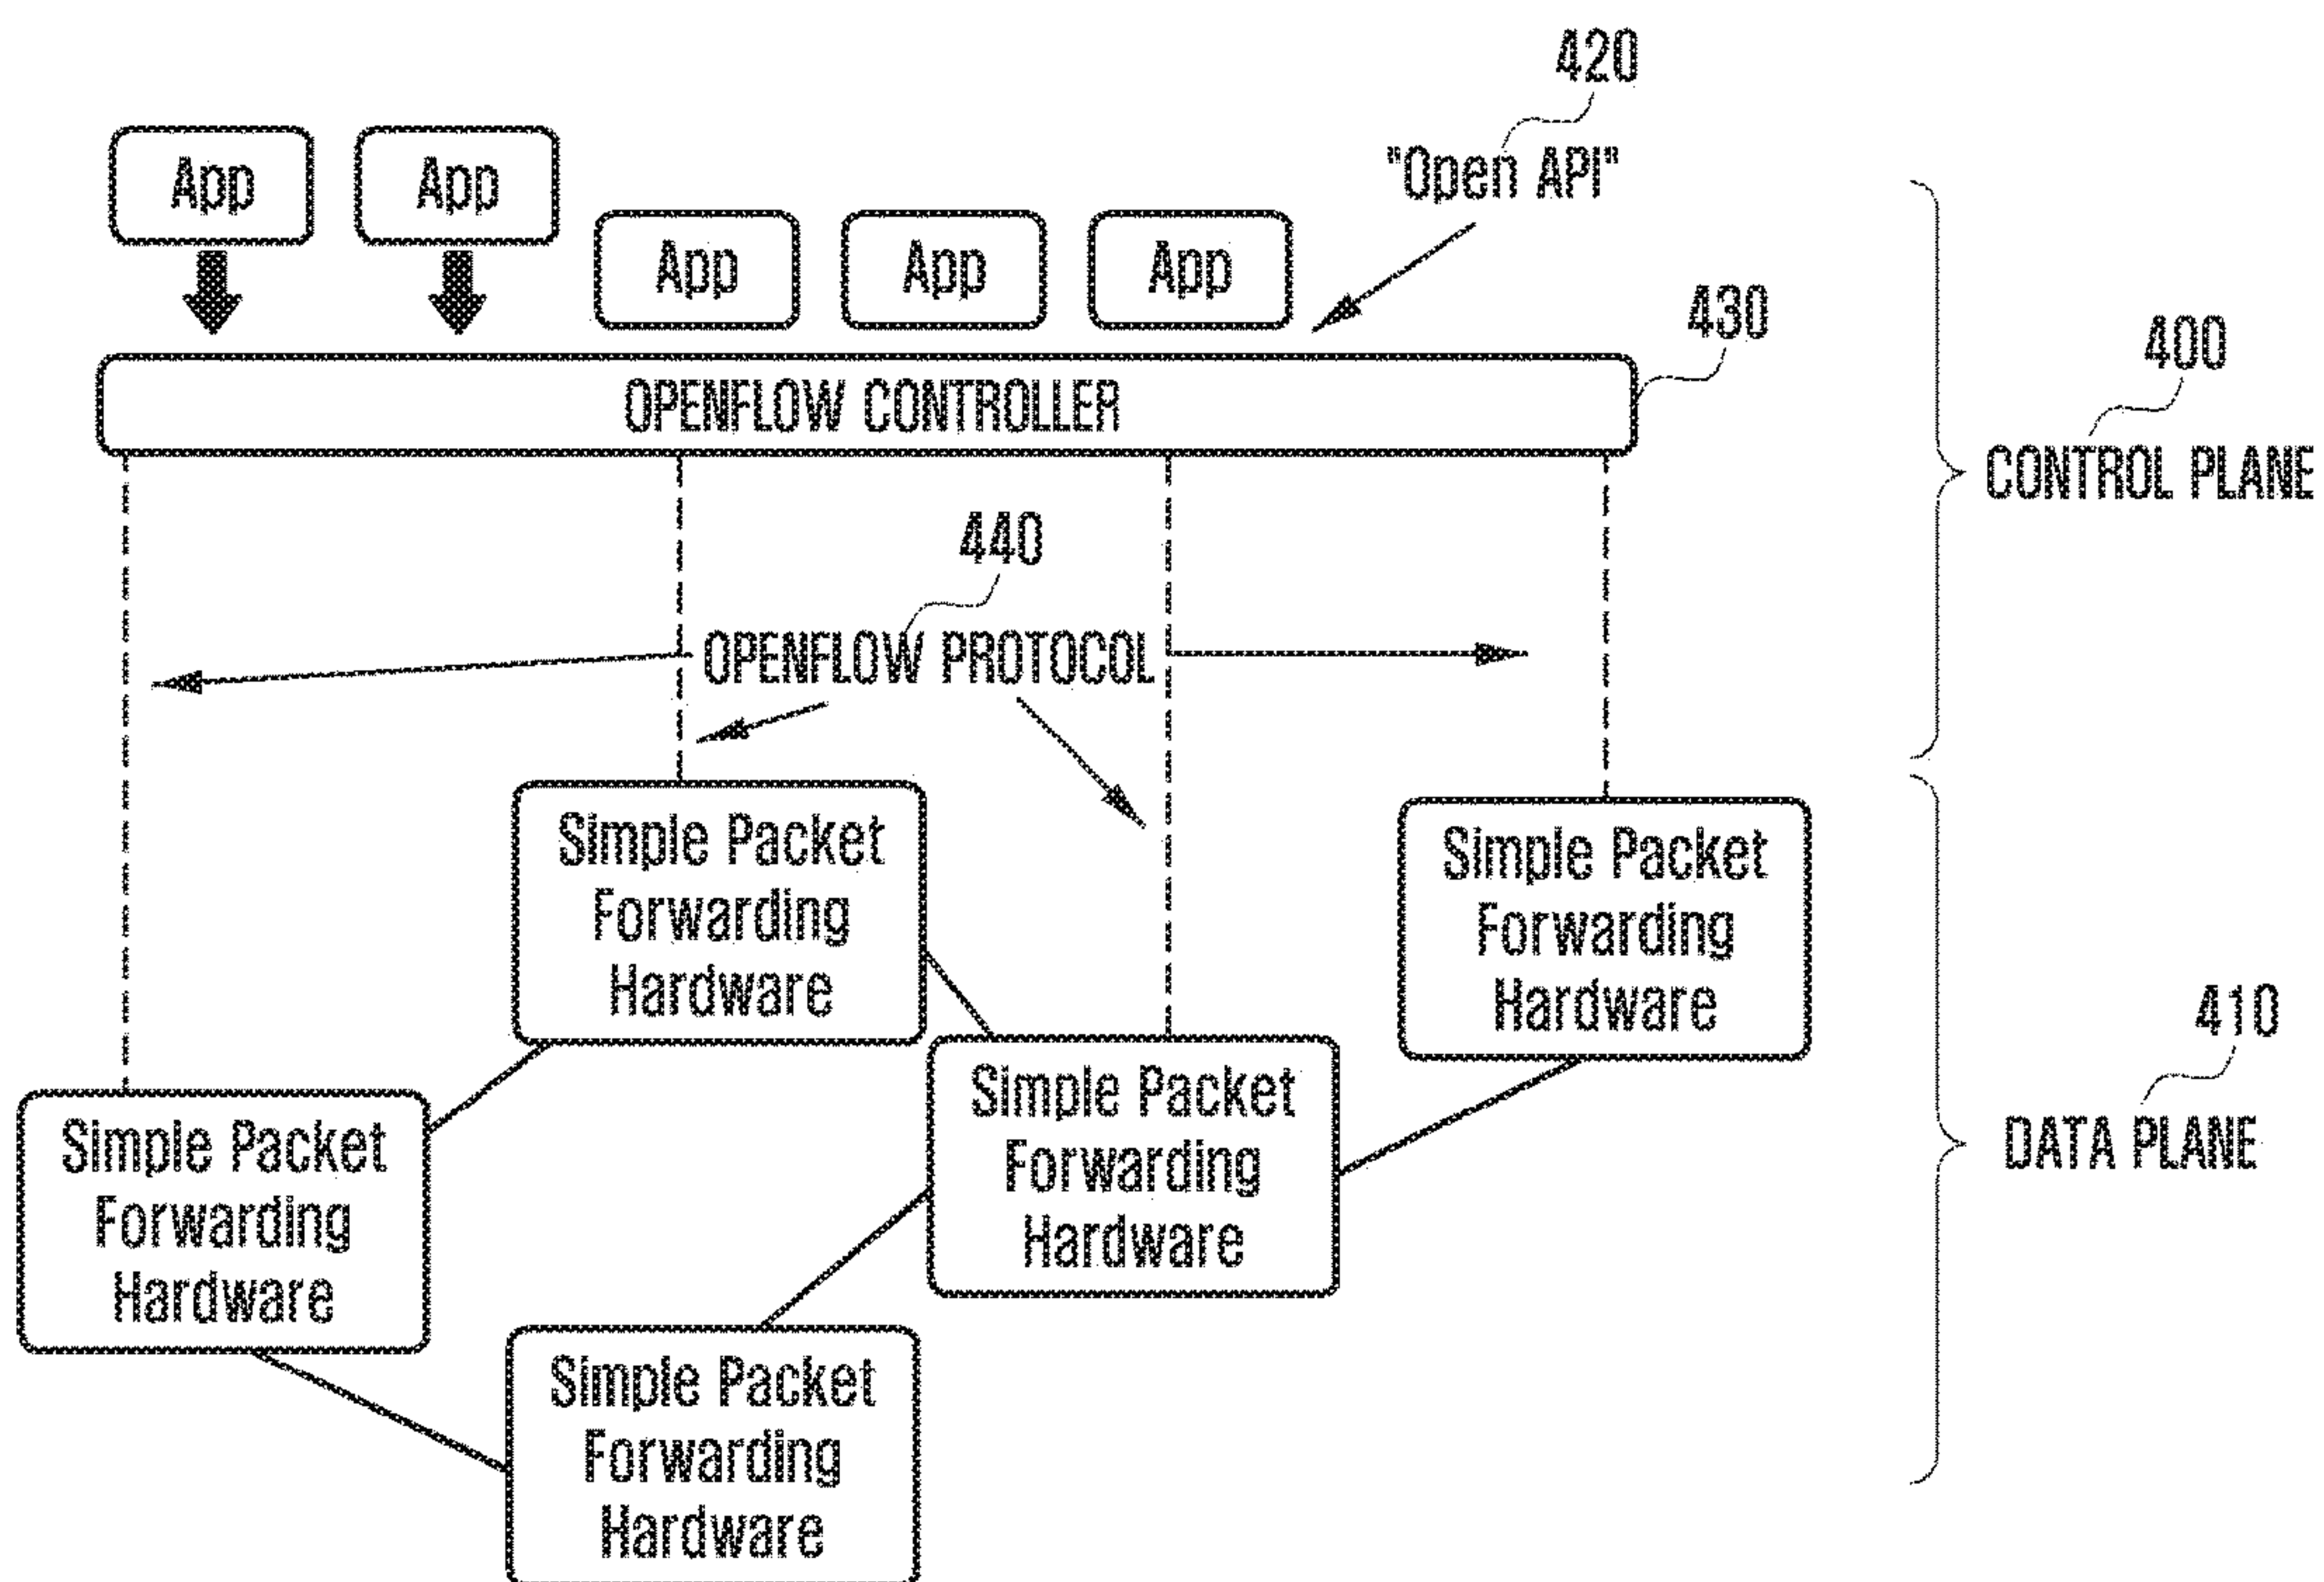 420
"Open API"
App
App
App
App
App
430
OPENFLOW CONTROLLER
400
CONTROL PLANE
440
OPENFLOW PROTOCOL
Simple Packet
Forwarding
Hardware
Simple Packet
Forwarding
Hardware
410
DATA PLANE
Simple Packet
Forwarding
Hardware
Simple Packet
Forwarding
Hardware
Simple Packet
Forwarding
Hardware